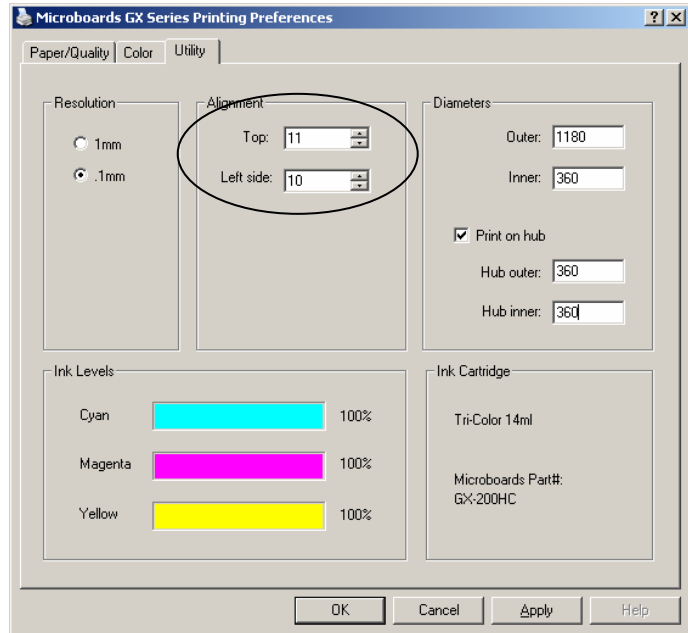 Microboards GX Series Printing Preferences
Paper/Quality Color Utility
Resolution
1mm
.1mm
Alignment
Top: 11
Left side: 10
Diameters
Outer: 1180
Inner: 360
Print on hub
Hub outer: 360
Hub inner: 360
Ink Levels
Cyan 100%
Magenta 100%
Yellow 100%
Ink Cartridge
Tri-Color 14ml
Microboards Part#:
GX-200HC
OK Cancel Apply Help